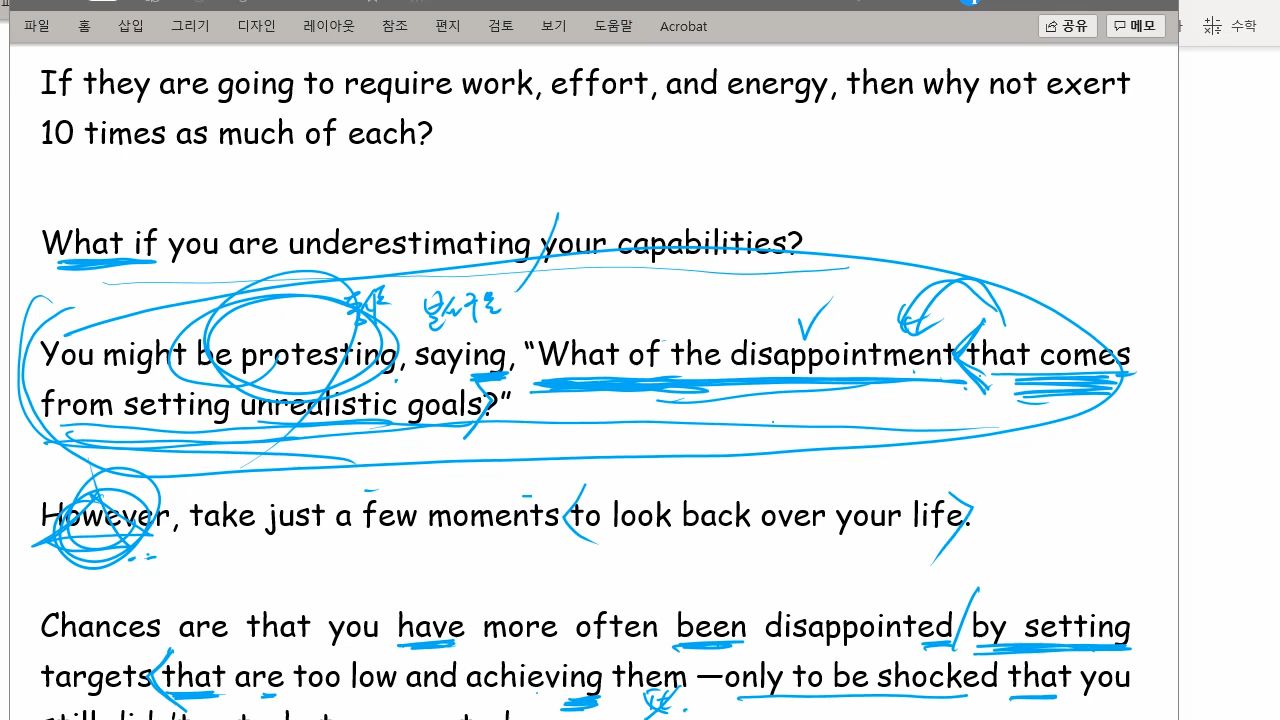 파일 홈 삽입 그리기 디자인 레이아웃 참조 편지 검토 보기 도움말 Acrobat 공유 메모 수학
If they are going to require work, effort, and energy, then why not exert
10 times as much of each?
What if you are underestimating your capabilities?
분사구문
You might be protesting, saying, “What of the disappointment that comes
from setting unrealistic goals?”
However, take just a few moments to look back over your life.
Chances are that you have more often been disappointed by setting
targets that are too low and achieving them —only to be shocked that you